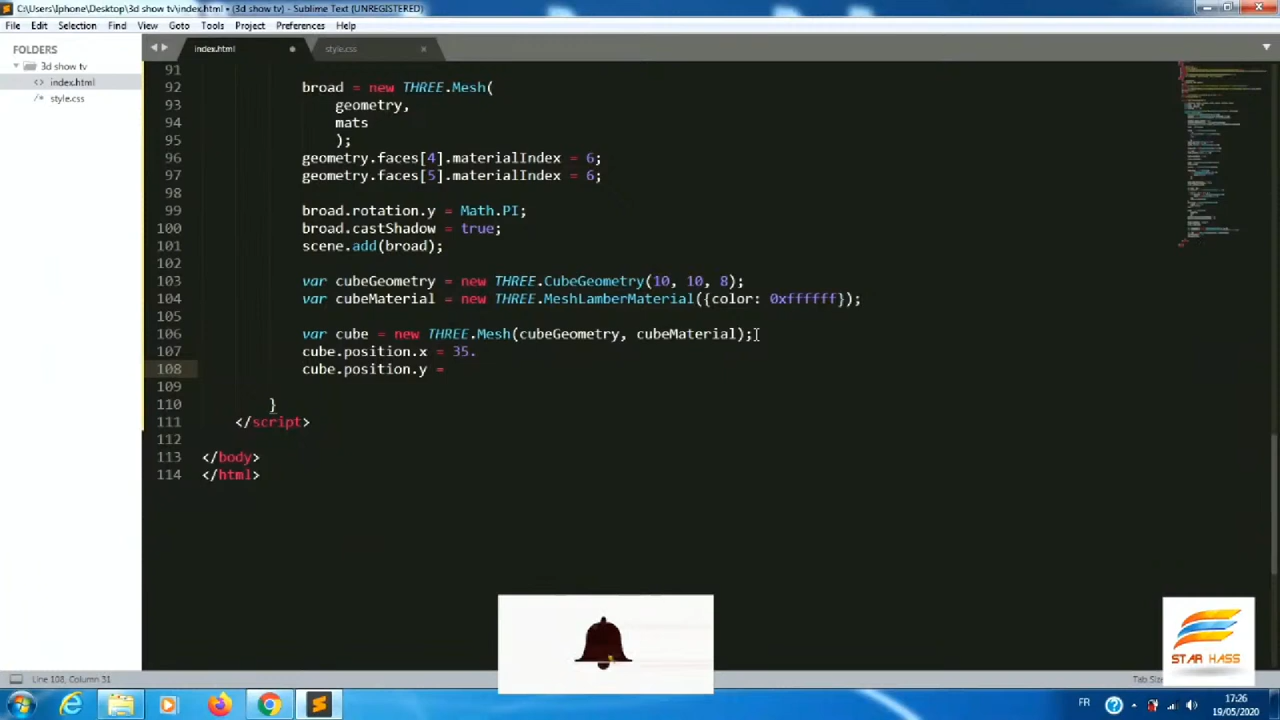 C:\Users\Iphone\Desktop\3d show tv\index.html • (3d show tv) - Sublime Text (UNREGISTERED)
File Edit Selection Find View Goto Tools Project Preferences Help
FOLDERS
3d show tv
index.html
style.css
index.html
style.css
91
92 broad = new THREE.Mesh(
93 geometry,
94 mats
95 );
96 geometry.faces[4].materialIndex = 6;
97 geometry.faces[5].materialIndex = 6;
98
99 broad.rotation.y = Math.PI;
100 broad.castShadow = true;
101 scene.add(broad);
102
103 var cubeGeometry = new THREE.CubeGeometry(10, 10, 8);
104 var cubeMaterial = new THREE.MeshLamberMaterial({color: 0xffffff});
105
106 var cube = new THREE.Mesh(cubeGeometry, cubeMaterial);
107 cube.position.x = 35.
108 cube.position.y =
109
110 }
111 </script>
112
113 </body>
114 </html>
STAR HASS
Line 108, Column 31
Tab Size
FR
17:26
19/05/2020